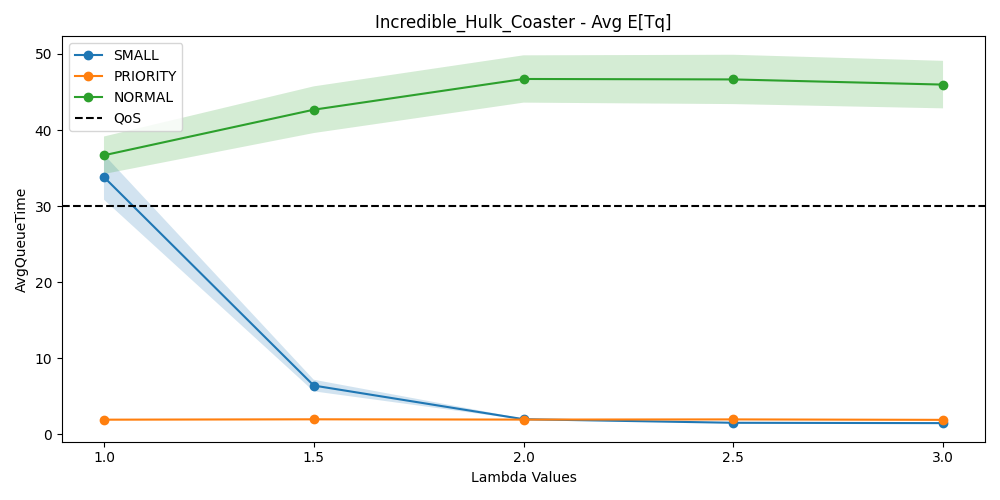 Incredible_Hulk_Coaster - Avg E[Tq]
SMALL
PRIORITY
NORMAL
QoS
AvgQueueTime
50
40
30
20
10
0
1.0 1.5 2.0 2.5 3.0
Lambda Values